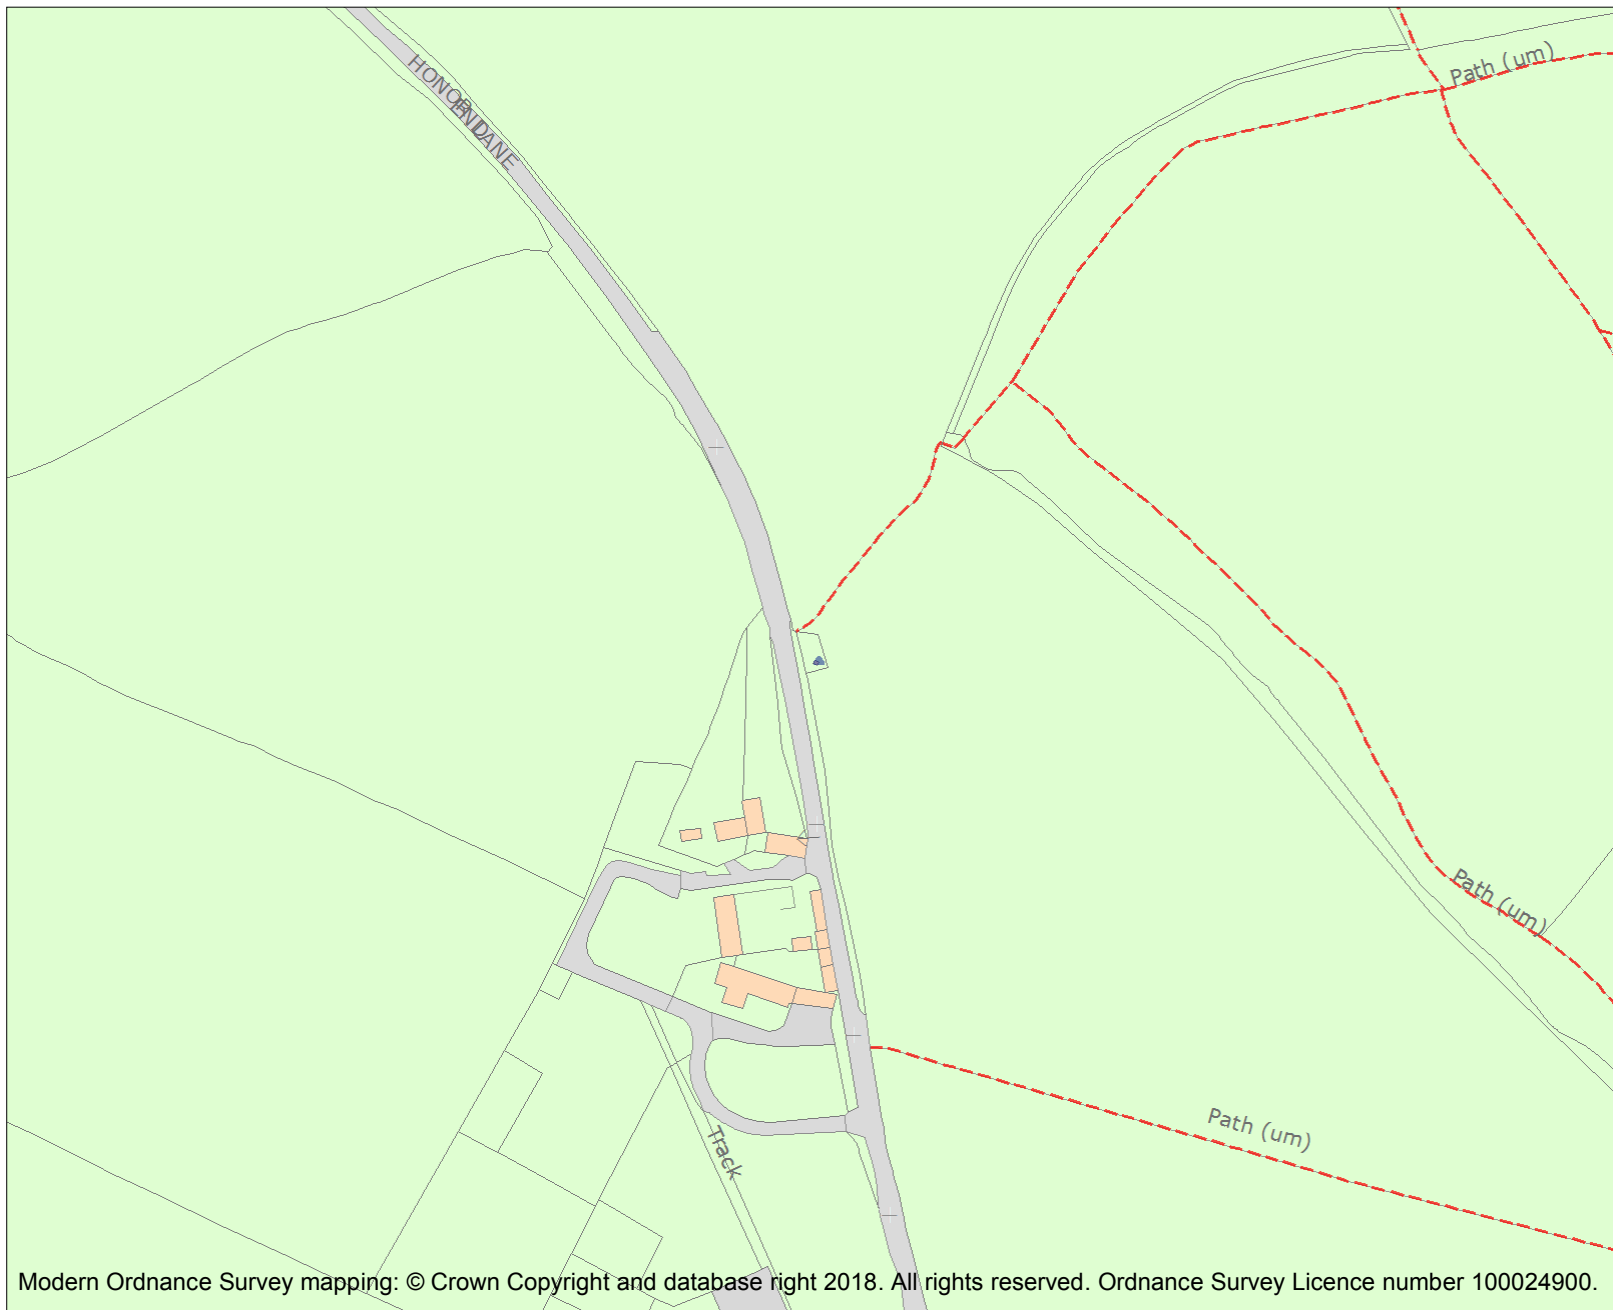 Path (um)
HONOR END LANE
Path (um)
Path (um)
Track
Modern Ordnance Survey mapping: © Crown Copyright and database right 2018. All rights reserved. Ordnance Survey Licence number 100024900.